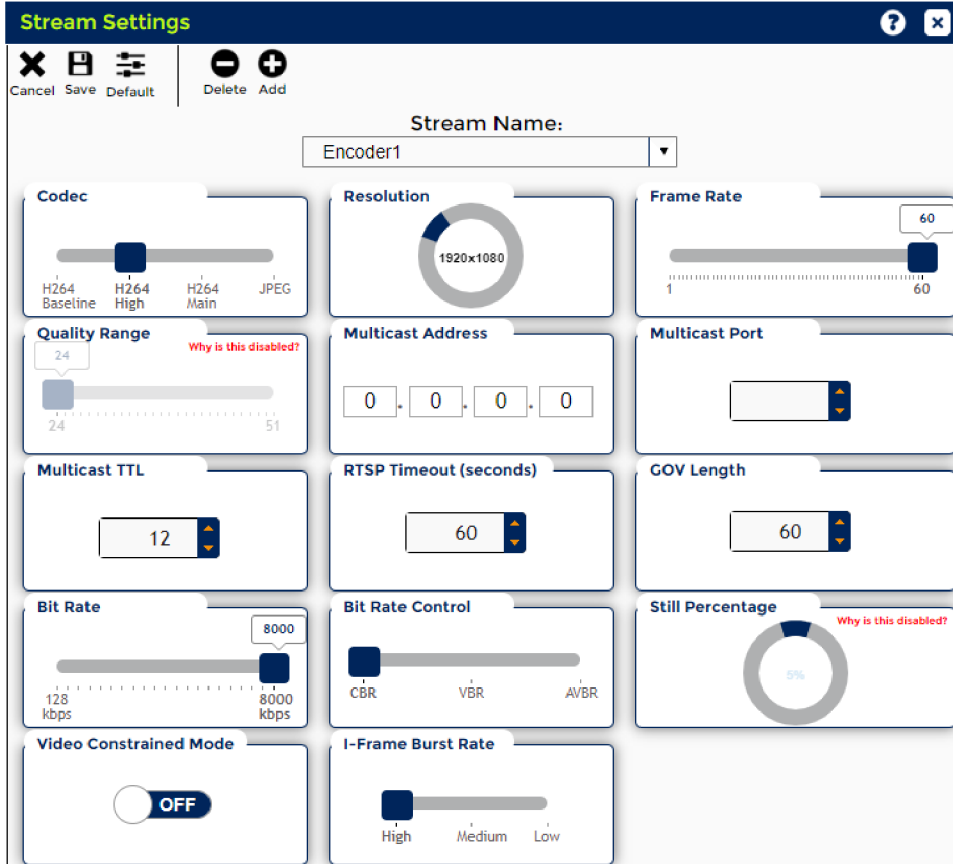 Stream Settings
?
Cancel Save Default Delete Add
Stream Name:
Encoder1
Codec
H264 Baseline
H264 High
H264 Main
JPEG
Resolution
1920x1080
Frame Rate
60
1
60
Quality Range
Why is this disabled?
24
24
51
Multicast Address
0 . 0 . 0 . 0
Multicast Port
Multicast TTL
12
RTSP Timeout (seconds)
60
GOV Length
60
Bit Rate
8000
128 kbps
8000 kbps
Bit Rate Control
CBR
VBR
AVBR
Still Percentage
Why is this disabled?
5%
Video Constrained Mode
OFF
I-Frame Burst Rate
High
Medium
Low